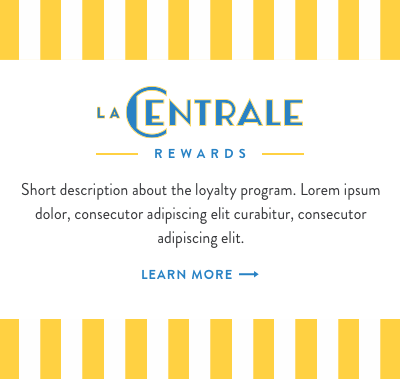 LA CENTRALE
REWARDS
Short description about the loyalty program. Lorem ipsum
dolor, consecutor adipiscing elit curabitur, consecutor
adipiscing elit.
LEARN MORE